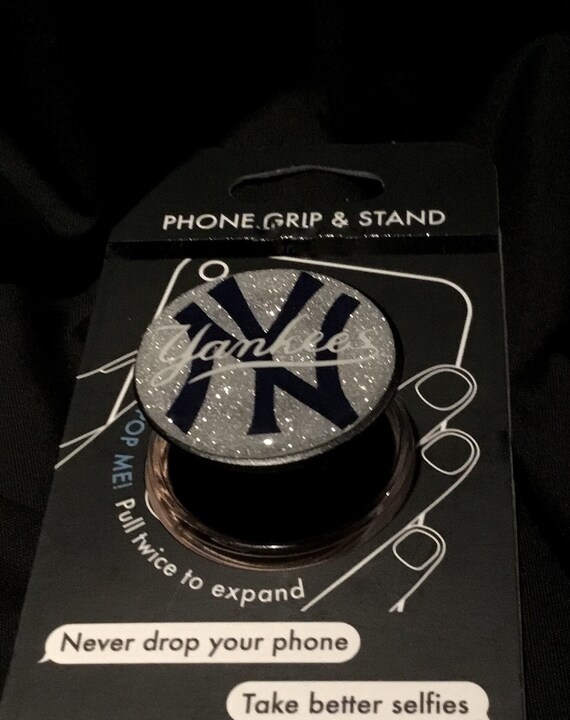 PHONE GRIP & STAND
NY
Yankees
POP ME! Pull twice to expand
Never drop your phone
Take better selfies